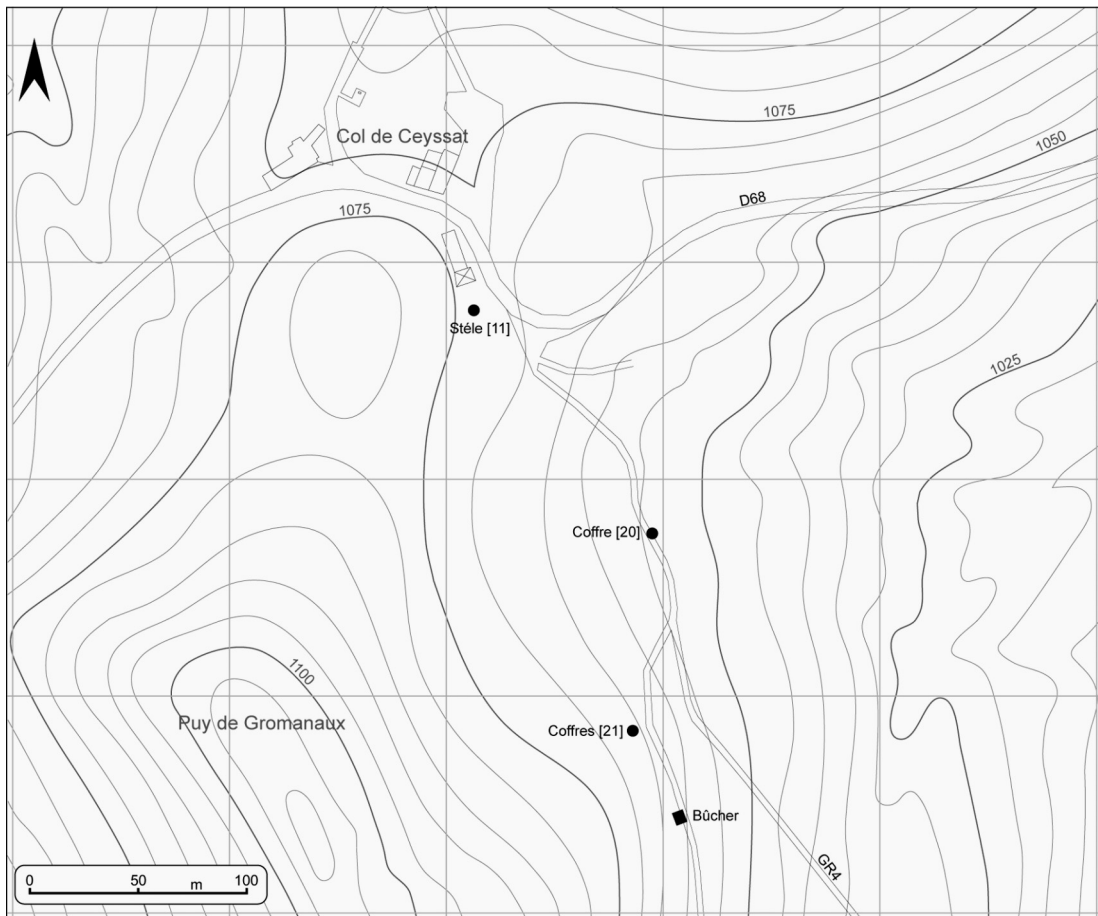 1075
Col de Ceyssat
1050
D68
1075
Stéle [11]
1025
Coffre [20]
1100
Puy de Gromanaux
Coffres [21]
Bûcher
GR4
0 50 m 100